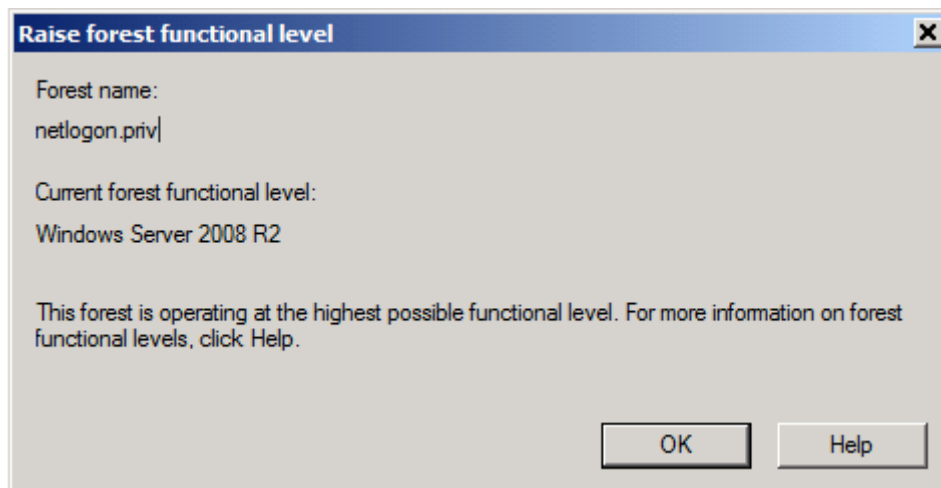 Raise forest functional level
Forest name:
netlogon.priv
Current forest functional level:
Windows Server 2008 R2
This forest is operating at the highest possible functional level. For more information on forest
functional levels, click Help.
OK
Help